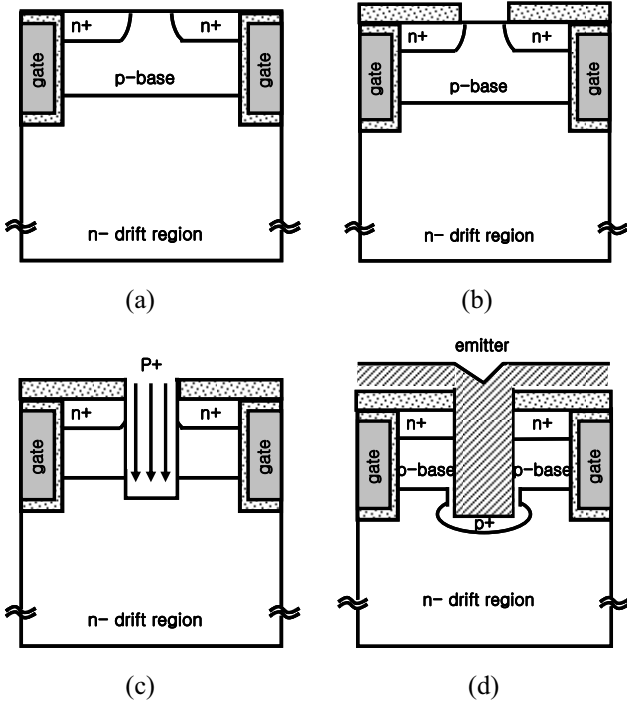 n+ n+
gate gate
p-base
n- drift region
(a)
n+ n+
gate gate
p-base
n- drift region
(b)
P+
n+ n+
gate gate
n- drift region
(c)
emitter
n+ n+
gate p-base p-base gate
p+
n- drift region
(d)